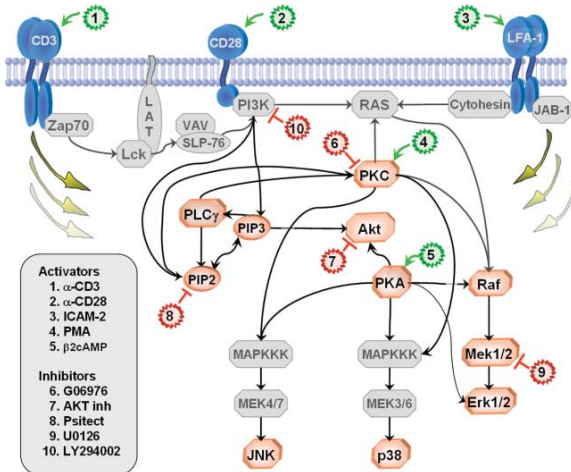 1
CD3
2
CD28
3
LFA-1
Zap70
LAT
Lck
VAV
SLP-76
PI3K
RAS
Cytohesin
JAB-1
10
6
4
PKC
PLCγ
PIP3
Akt
7
5
PIP2
8
PKA
Raf
MAPKKK
MAPKKK
Mek1/2
9
MEK4/7
MEK3/6
Erk1/2
JNK
p38
Activators
1. α-CD3
2. α-CD28
3. ICAM-2
4. PMA
5. β2cAMP
Inhibitors
6. G06976
7. AKT inh
8. Psitect
9. U0126
10. LY294002